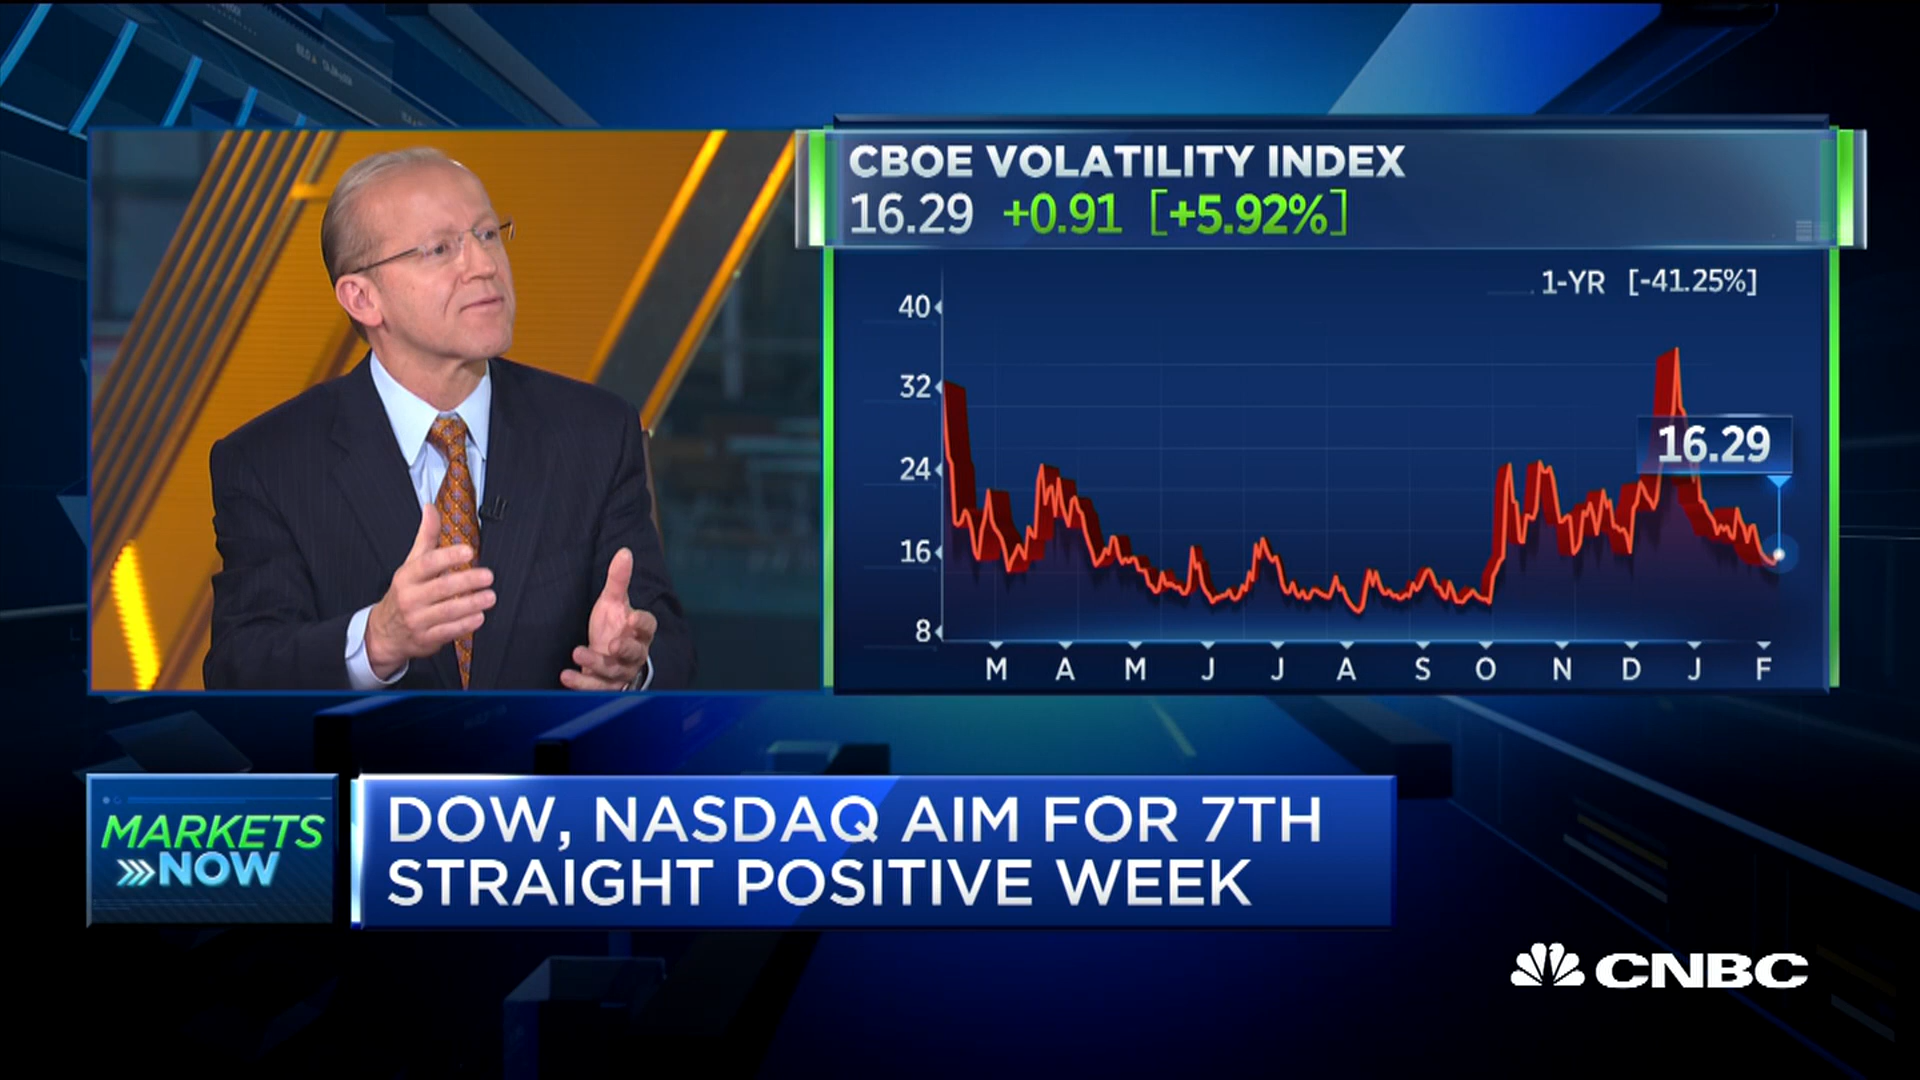 CBOE VOLATILITY INDEX
16.29 +0.91 [+5.92%]
1-YR [-41.25%]
40
32
24
16
8
16.29
M A M J J A S O N D J F
MARKETS
NOW
DOW, NASDAQ AIM FOR 7TH
STRAIGHT POSITIVE WEEK
CNBC